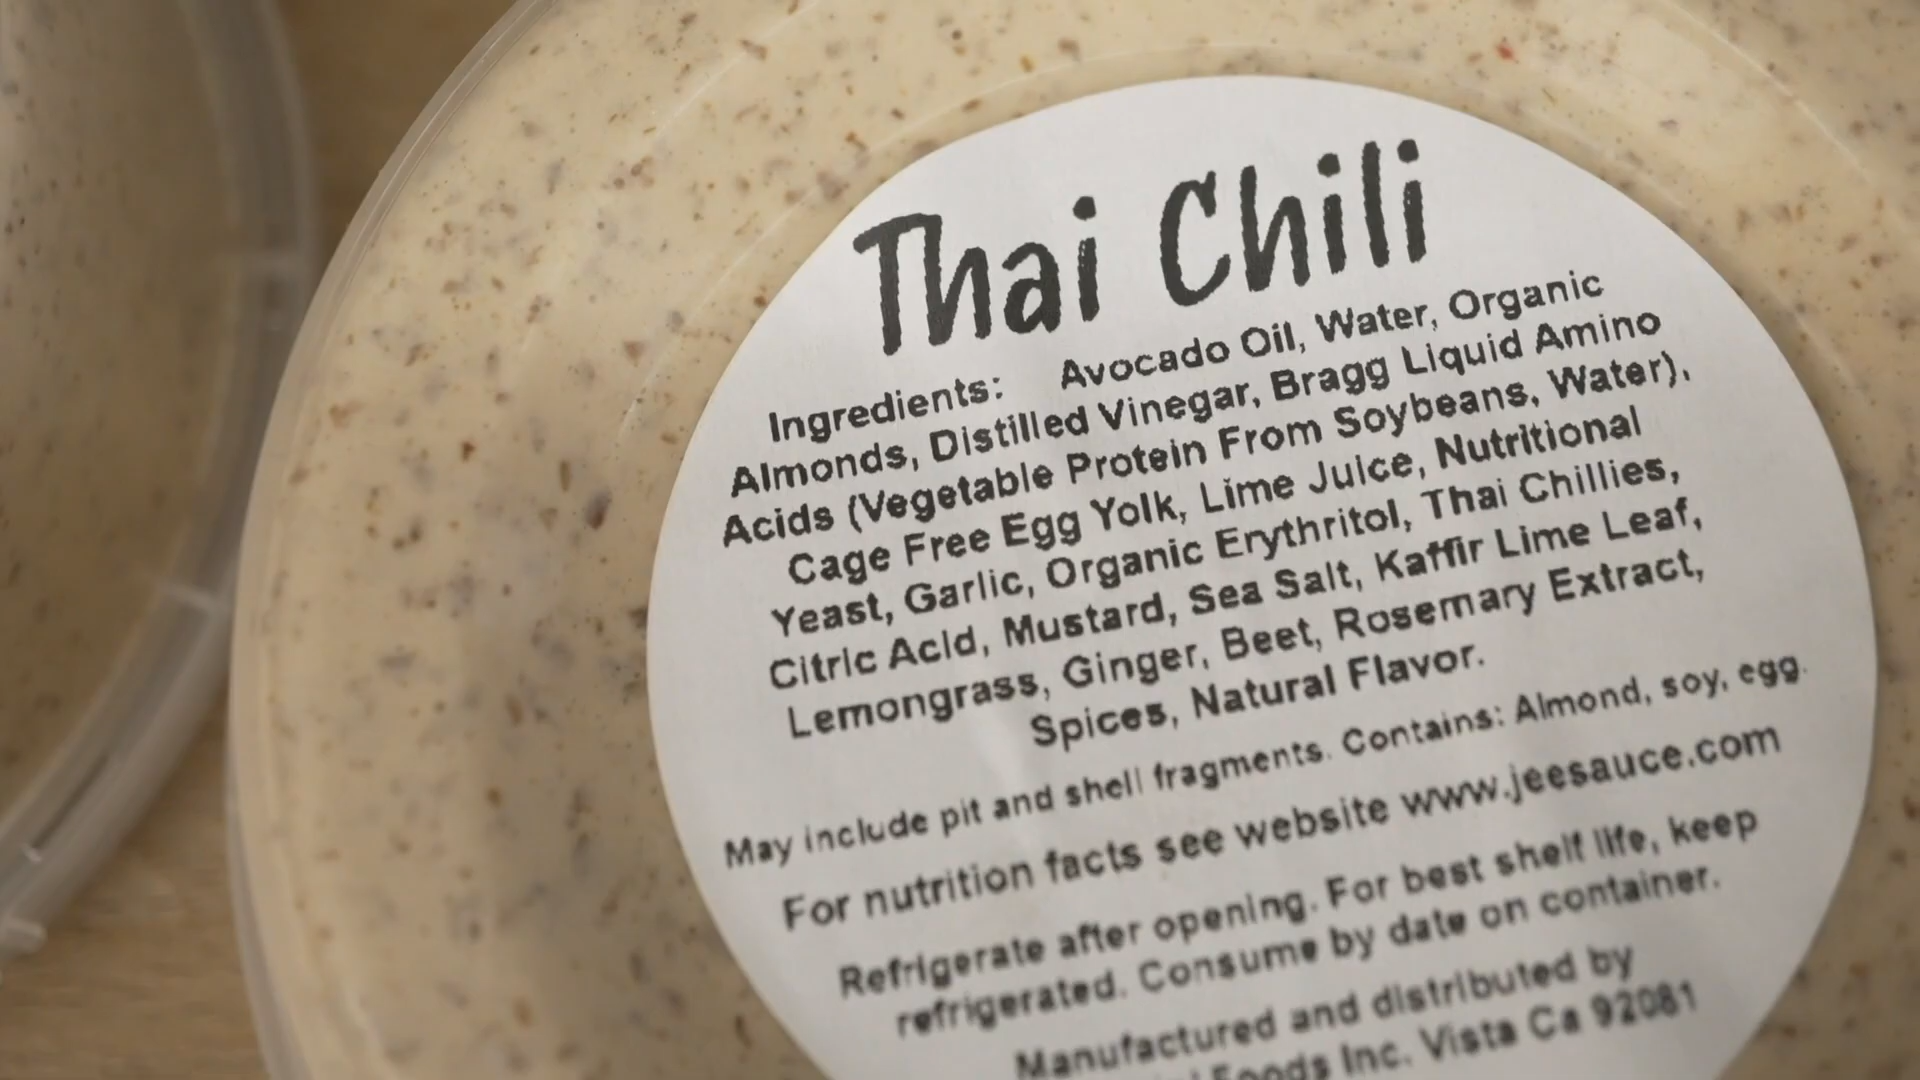 Thai Chili
Ingredients: Avocado Oil, Water, Organic
Almonds, Distilled Vinegar, Bragg Liquid Amino
Acids (Vegetable Protein From Soybeans, Water),
Cage Free Egg Yolk, Lime Juice, Nutritional
Yeast, Garlic, Organic Erythritol, Thai Chillies,
Citric Acid, Mustard, Sea Salt, Kaffir Lime Leaf,
Lemongrass, Ginger, Beet, Rosemary Extract,
Spices, Natural Flavor.
May include pit and shell fragments. Contains: Almond, soy, egg.
For nutrition facts see website www.jeesauce.com
Refrigerate after opening. For best shelf life, keep
refrigerated. Consume by date on container.
Manufactured and distributed by
Foods Inc. Vista Ca 92081